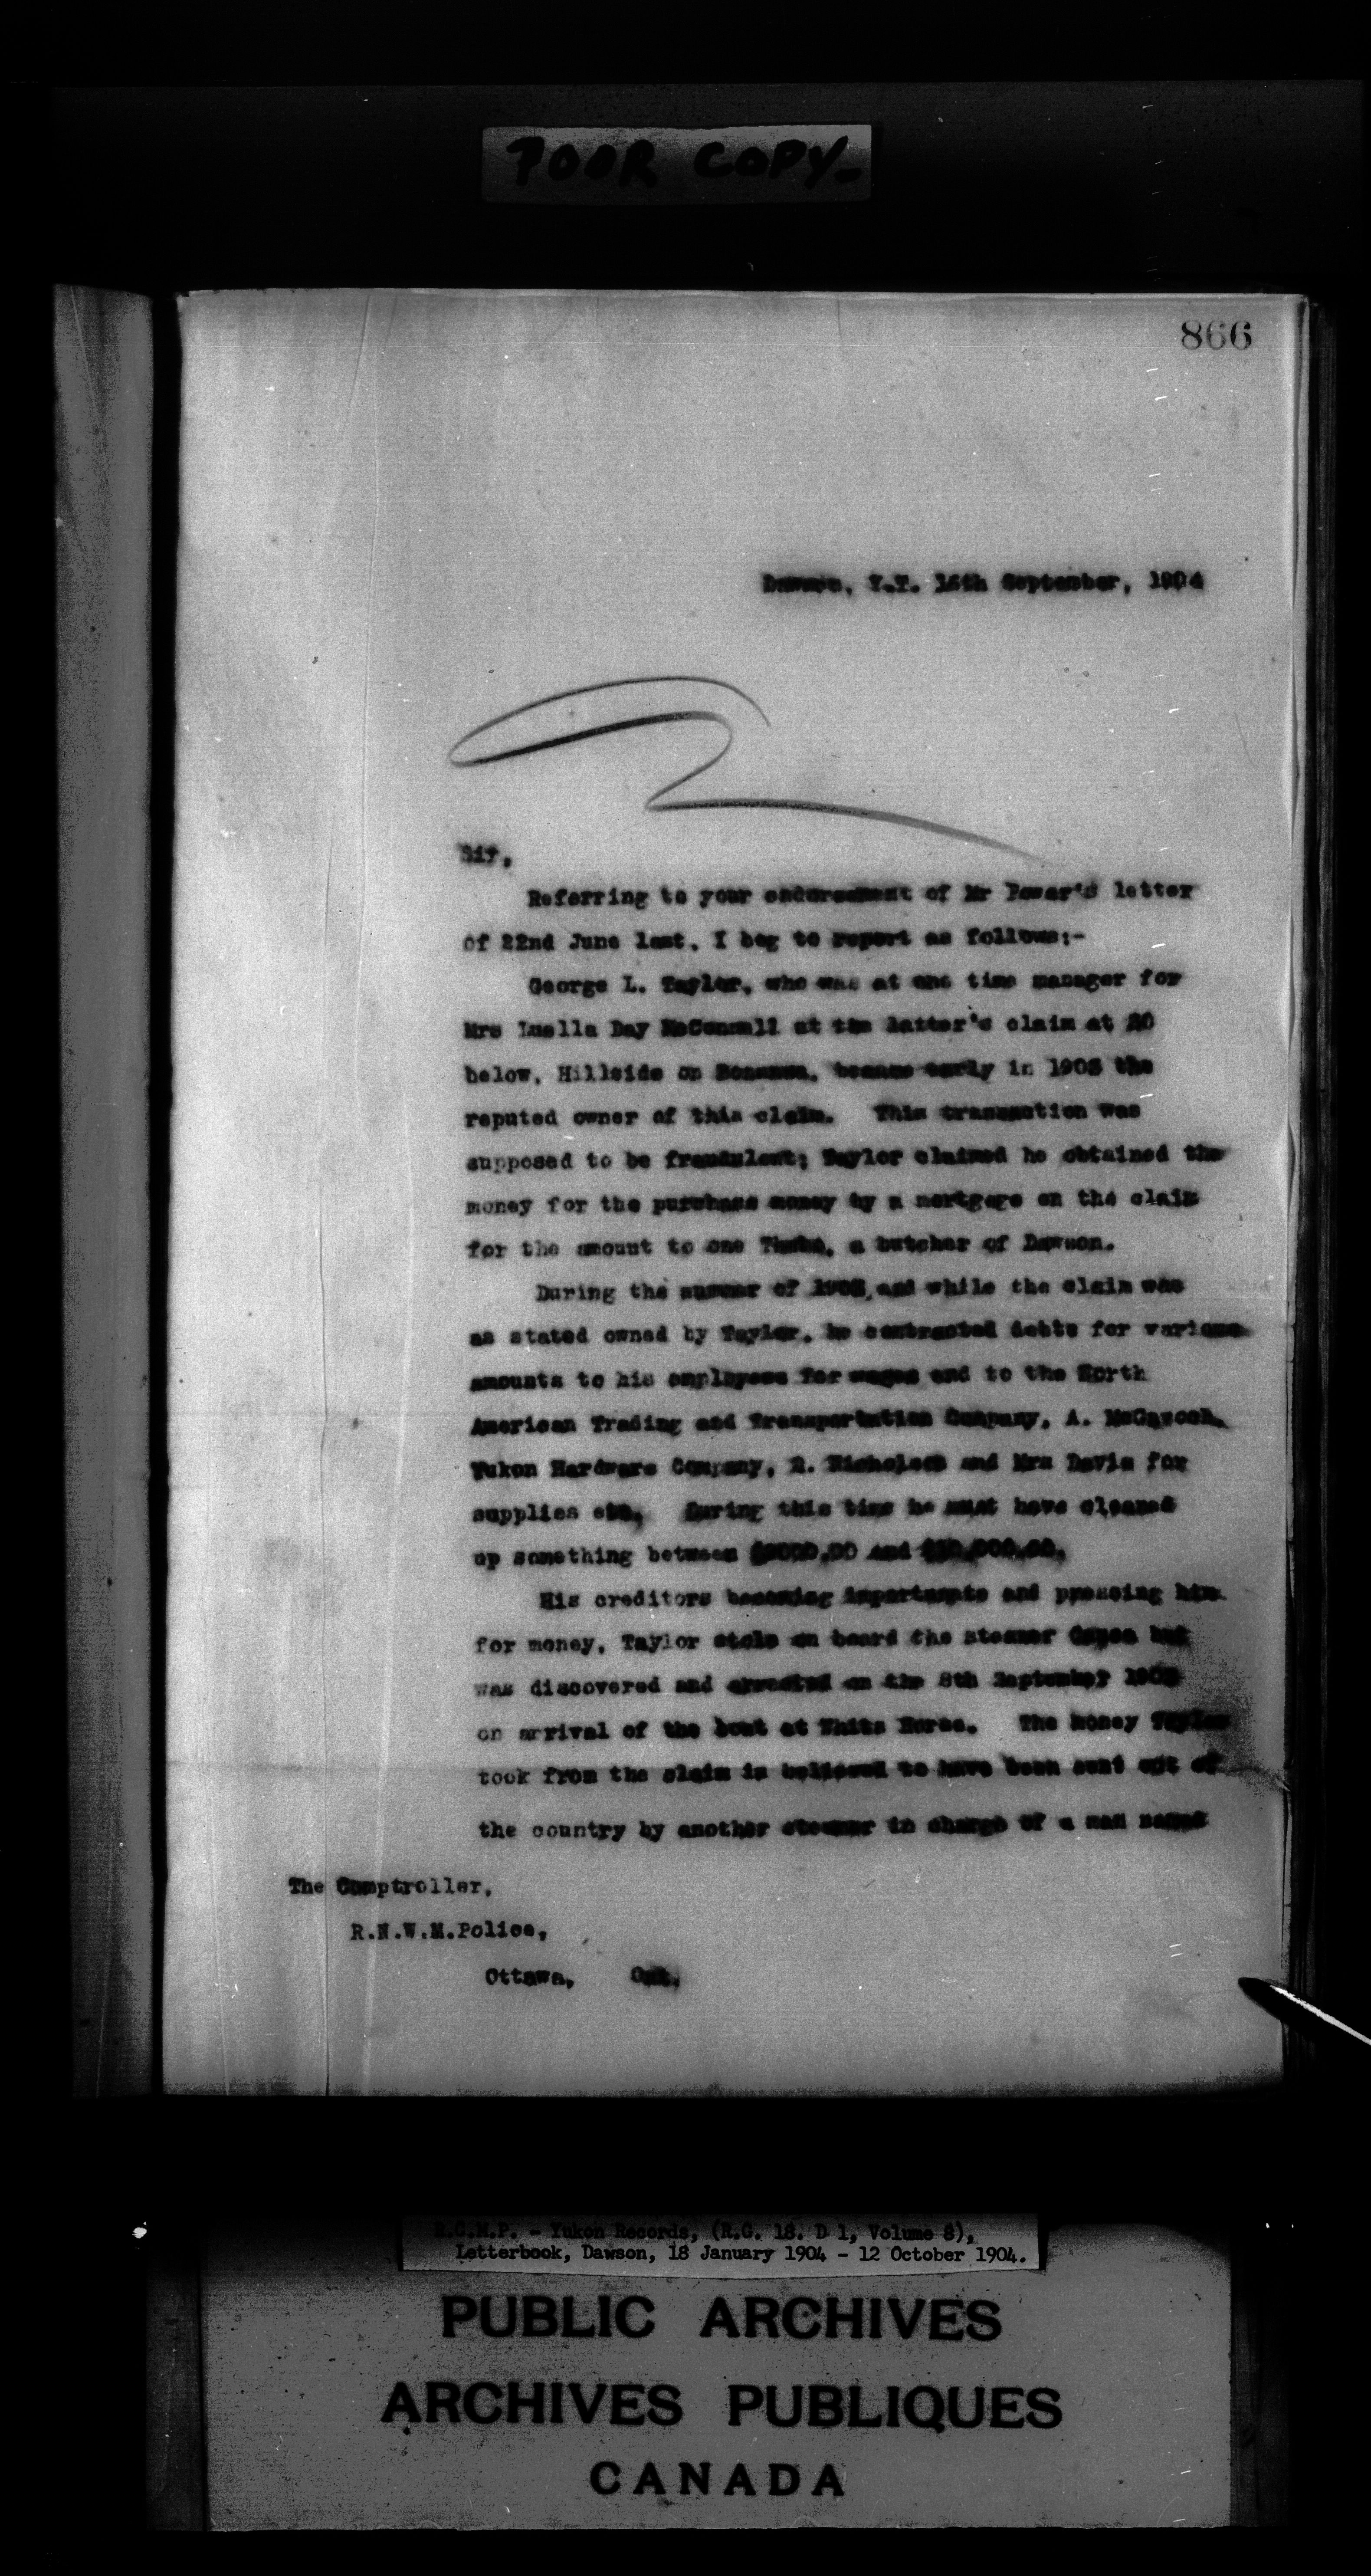 POOR COPY-
866
Dawson, Y.T. 16th September, 1904
Sir,
Referring to your endorsement of Mr Power's letter
of 22nd June last, I beg to report as follows:-
George L. Taylor, who was at one time manager for
Mrs Luella Day McConnell at the latter's claim at 20
below, Hillside on Bonanza, became early in 1903 the
reputed owner of this claim. This transaction was
supposed to be fraudulent; Taylor claimed he obtained the
money for the purchase money by a mortgage on the claim
for the amount to one a butcher of Dawson.
During the summer of and while the claim was
as stated owned by Taylor, he contracted debts for various
amounts to his employees for wages and to the North
American Trading and Transportation Company, A.
Yukon Hardware Company, and Mrs Davis for
supplies etc. During this time he must have cleaned
up something between and
His creditors becoming importunate and pressing him
for money, Taylor stole on board the steamer but
was discovered and arrested on the 8th September
on arrival of the boat at White Horse. The money Taylor
took from the claim is believed to have been sent out of
the country by another steamer in charge of a man named
The Comptroller,
R.N.W.M.Police,
Ottawa, Ont.
R.C.M.P. - Yukon Records, (R.G. 18. D 1, Volume 8),
Letterbook, Dawson, 18 January 1904 - 12 October 1904.
PUBLIC ARCHIVES
ARCHIVES PUBLIQUES
CANADA